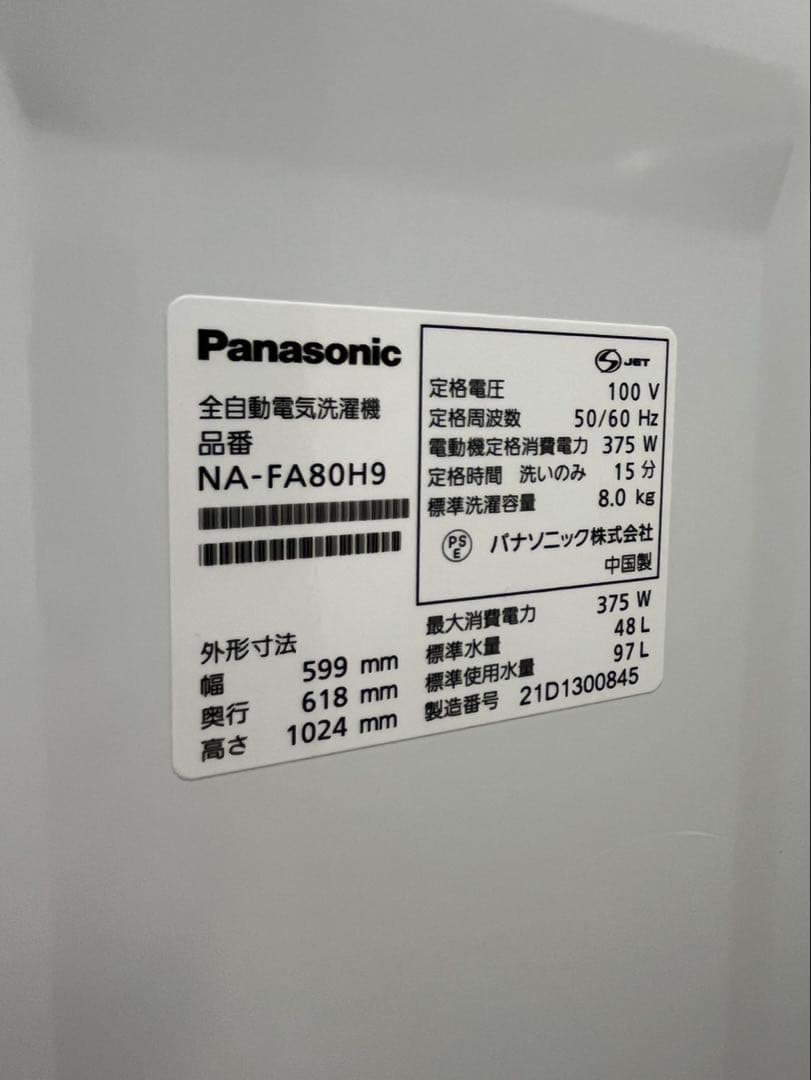 Panasonic
全自動電気洗濯機
品番
NA-FA80H9
外形寸法
幅 599 mm
奥行 618 mm
高さ 1024 mm
JET
定格電圧 100 V
定格周波数 50/60 Hz
電動機定格消費電力 375 W
定格時間 洗いのみ 15 分
標準洗濯容量 8.0 kg
PS
E
パナソニック株式会社
中国製
最大消費電力 375 W
標準水量 48 L
標準使用水量 97 L
製造番号 21D1300845